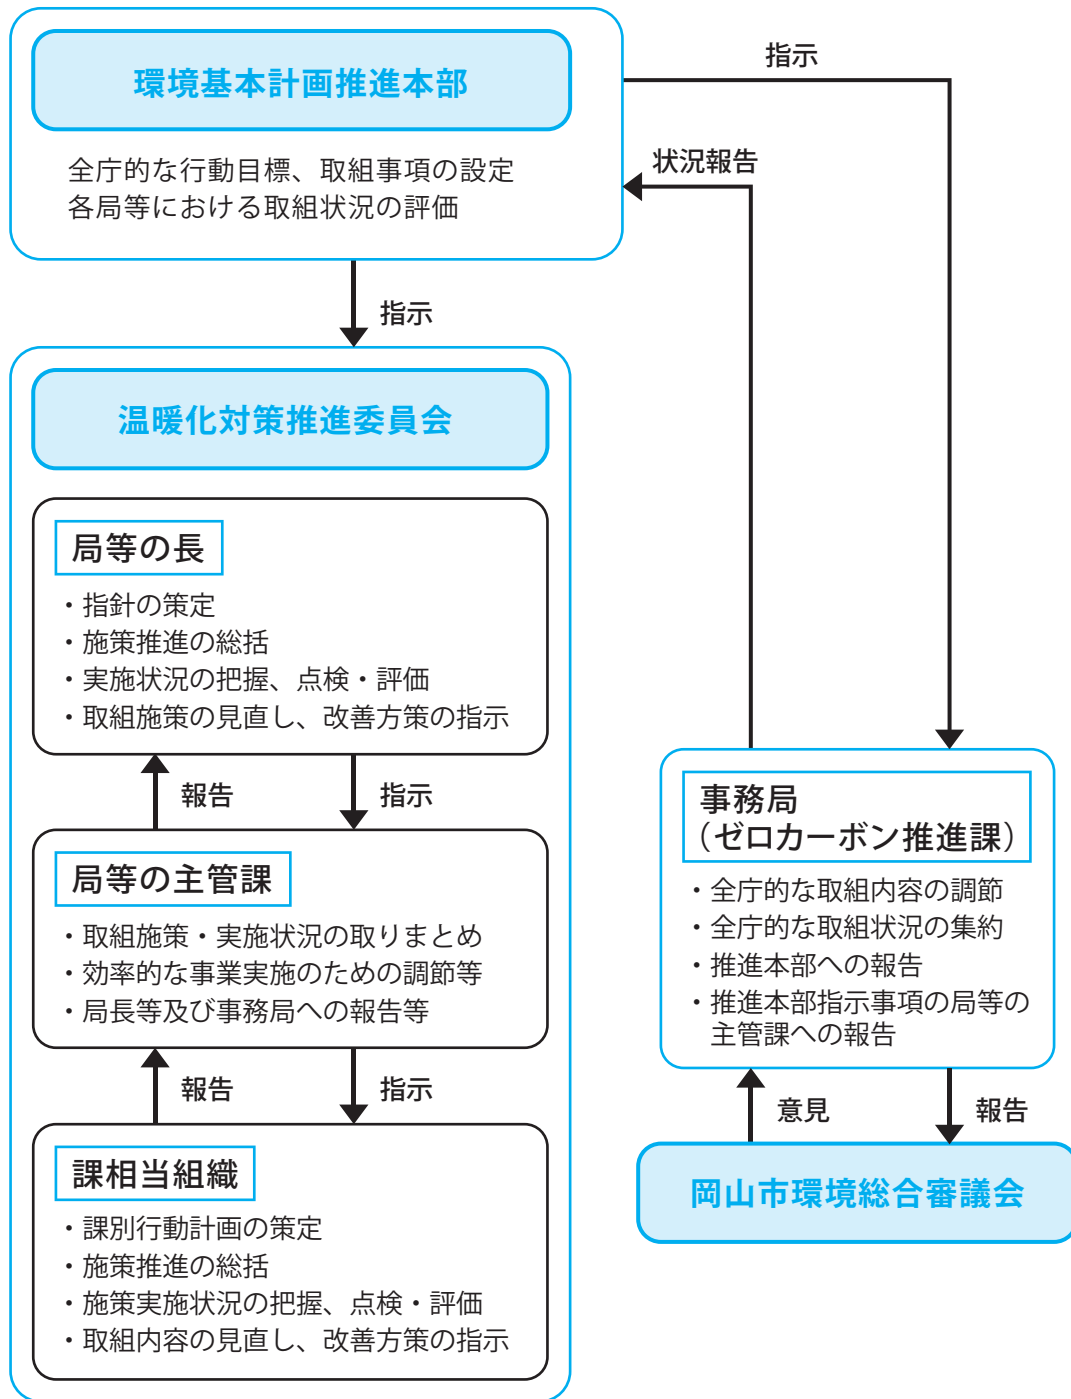 環境基本計画推進本部
全庁的な行動目標、取組事項の設定
各局等における取組状況の評価
指示
状況報告
指示
温暖化対策推進委員会
局等の長
・指針の策定
・施策推進の総括
・実施状況の把握、点検・評価
・取組施策の見直し、改善方策の指示
報告
指示
局等の主管課
・取組施策・実施状況の取りまとめ
・効率的な事業実施のための調節等
・局長等及び事務局への報告等
報告
指示
課相当組織
・課別行動計画の策定
・施策推進の総括
・施策実施状況の把握、点検・評価
・取組内容の見直し、改善方策の指示
事務局
（ゼロカーボン推進課）
・全庁的な取組内容の調節
・全庁的な取組状況の集約
・推進本部への報告
・推進本部指示事項の局等の
主管課への報告
意見
報告
岡山市環境総合審議会